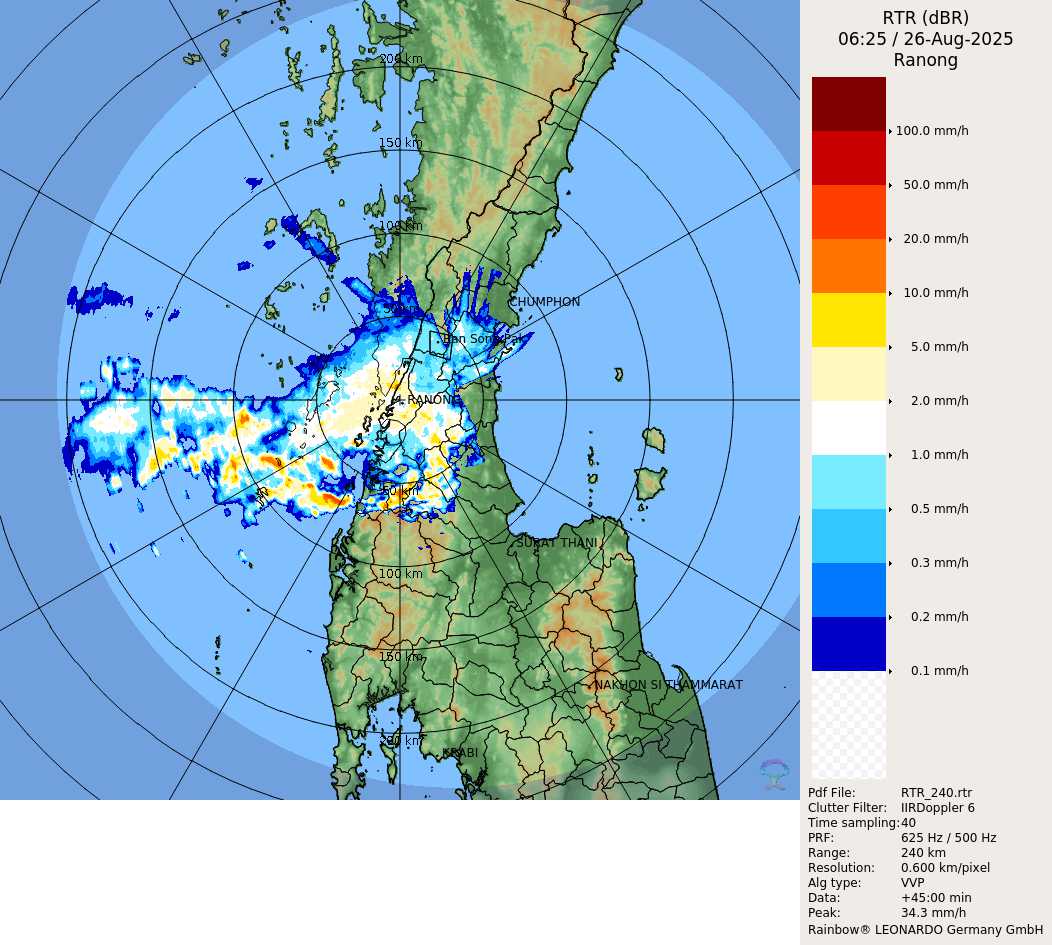 RTR (dBR)
06:25 / 26-Aug-2025
Ranong
200 km
150 km
100 km
CHUMPHON
RANONG
50 km
SURAT THANI
100 km
150 km
NAKHON SI THAMMARAT
200 km
KRABI
100.0 mm/h
50.0 mm/h
20.0 mm/h
10.0 mm/h
5.0 mm/h
2.0 mm/h
1.0 mm/h
0.5 mm/h
0.3 mm/h
0.2 mm/h
0.1 mm/h
Pdf File: RTR_240.rtr
Clutter Filter: IIRDoppler 6
Time sampling:40
PRF: 625 Hz / 500 Hz
Range: 240 km
Resolution: 0.600 km/pixel
Alg type: VVP
Data: +45:00 min
Peak: 34.3 mm/h
Rainbow® LEONARDO Germany GmbH